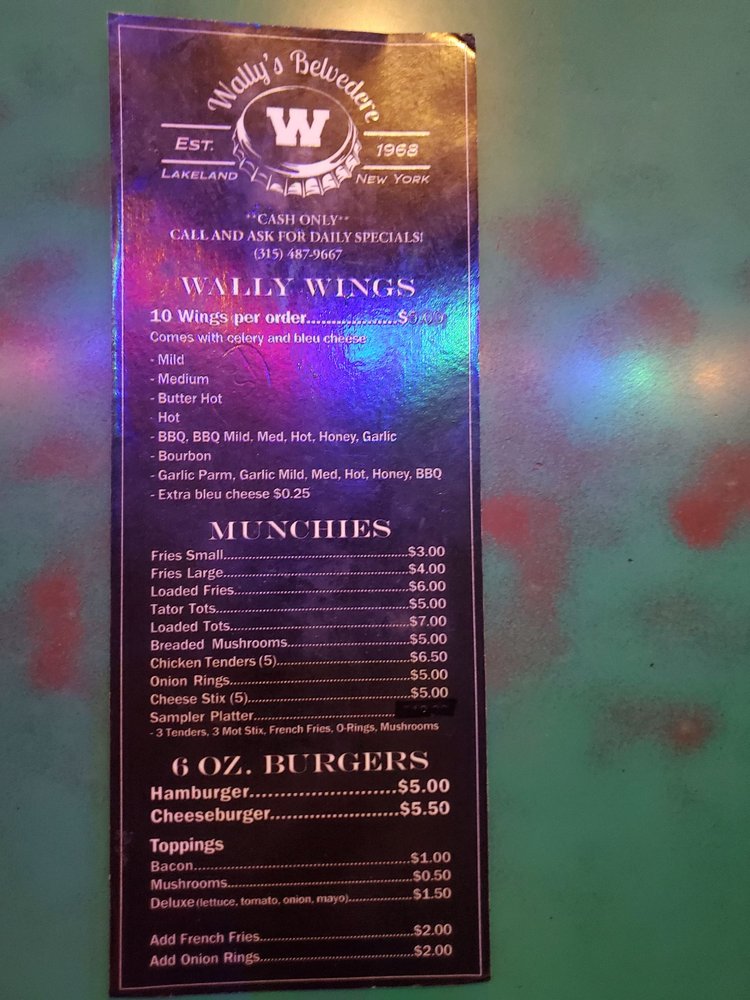 Wally's Belvedere
W
EST. 1968
LAKELAND NEW YORK
**CASH ONLY**
CALL AND ASK FOR DAILY SPECIALS!
(315) 487-9667
WALLY WINGS
10 Wings per order....................$
Comes with celery and bleu cheese
- Mild
- Medium
- Butter Hot
- Hot
- BBQ, BBQ Mild, Med, Hot, Honey, Garlic
- Bourbon
- Garlic Parm, Garlic Mild, Med, Hot, Honey, BBQ
- Extra bleu cheese $0.25
MUNCHIES
Fries Small....................$3.00
Fries Large....................$4.00
Loaded Fries....................$6.00
Tator Tots....................$5.00
Loaded Tots....................$7.00
Breaded Mushrooms....................$5.00
Chicken Tenders (5)....................$6.50
Onion Rings....................$5.00
Cheese Stix (5)....................$5.00
Sampler Platter....................
- 3 Tenders, 3 Mot Stix, French Fries, O-Rings, Mushrooms
6 OZ. BURGERS
Hamburger........................$5.00
Cheeseburger.....................$5.50
Toppings
Bacon....................$1.00
Mushrooms....................$0.50
Deluxe (lettuce, tomato, onion, mayo)....................$1.50
Add French Fries....................$2.00
Add Onion Rings....................$2.00